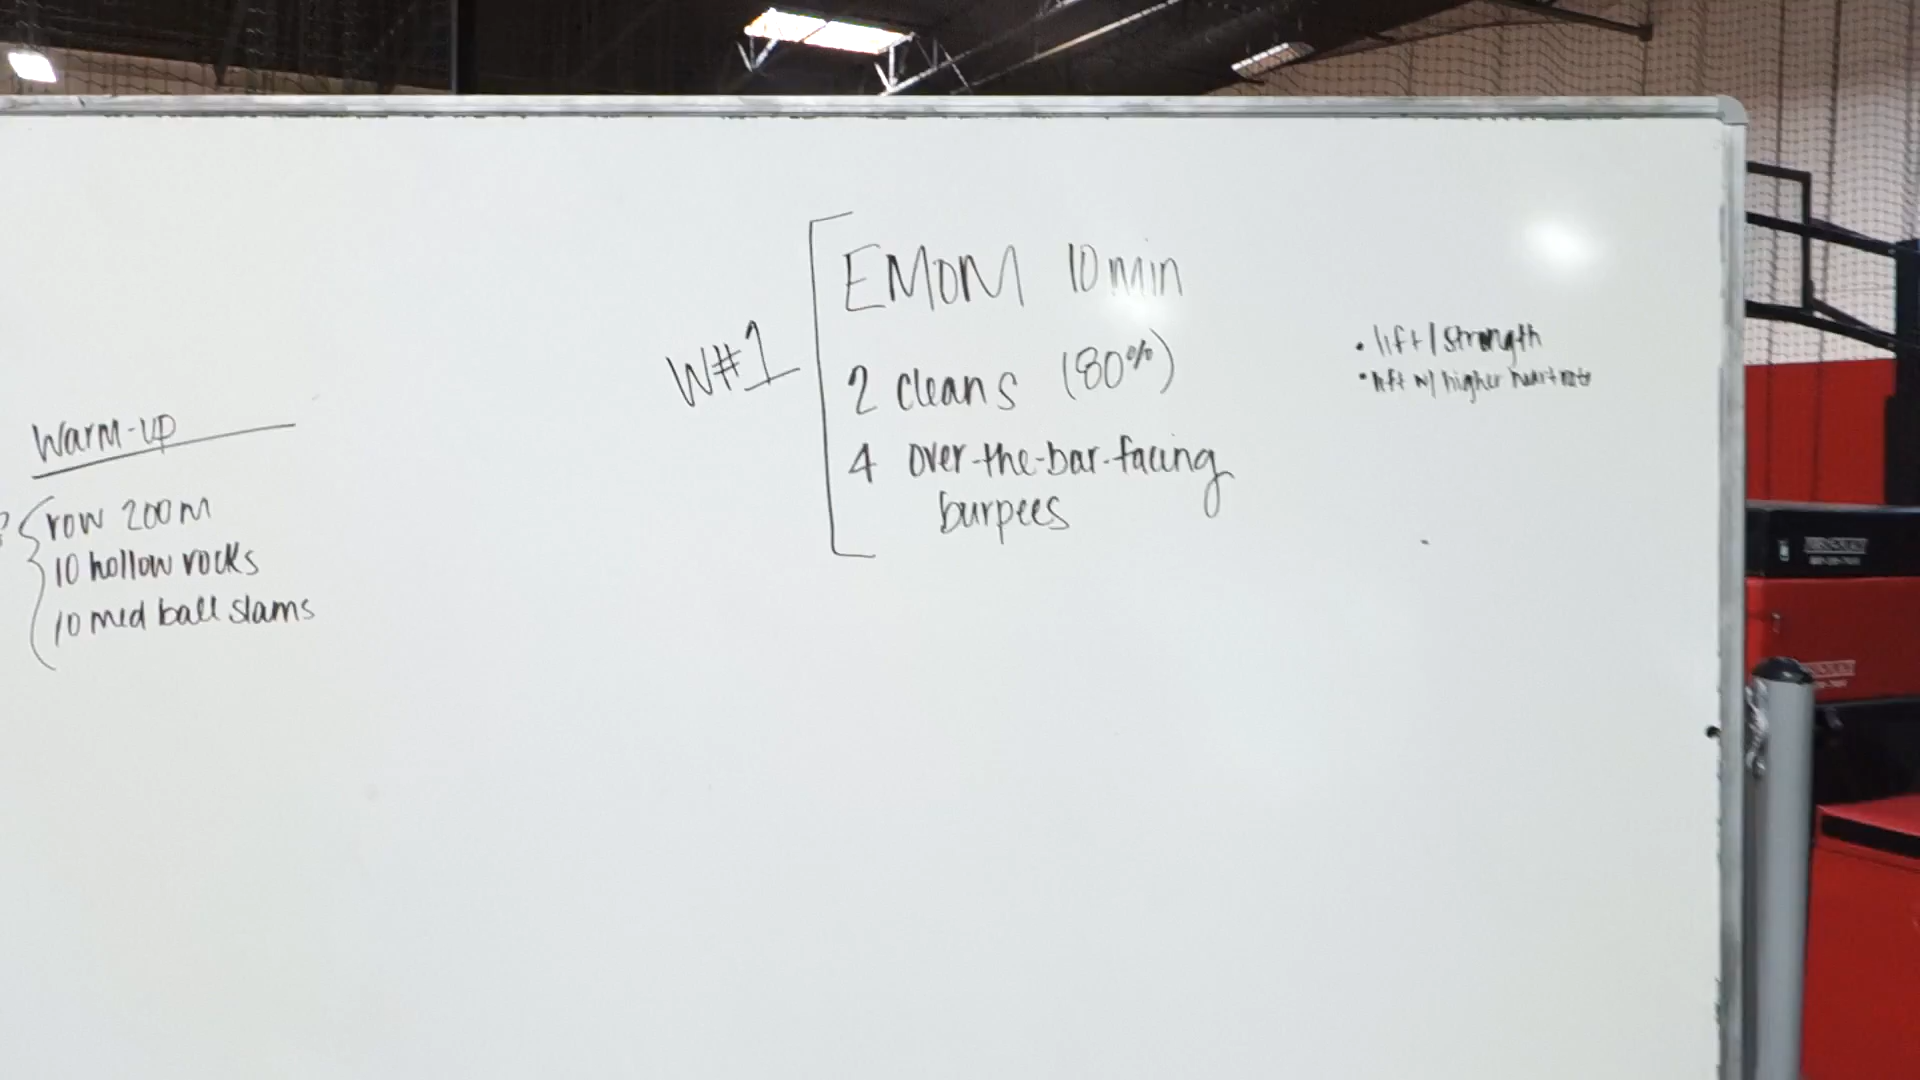 Warm-up
row 200m
10 hollow rocks
10 med ball slams
W#1
EMOM 10 min
2 cleans (80%)
4 over-the-bar-facing
burpees
• lift/strength
• lift w/ higher heart rate